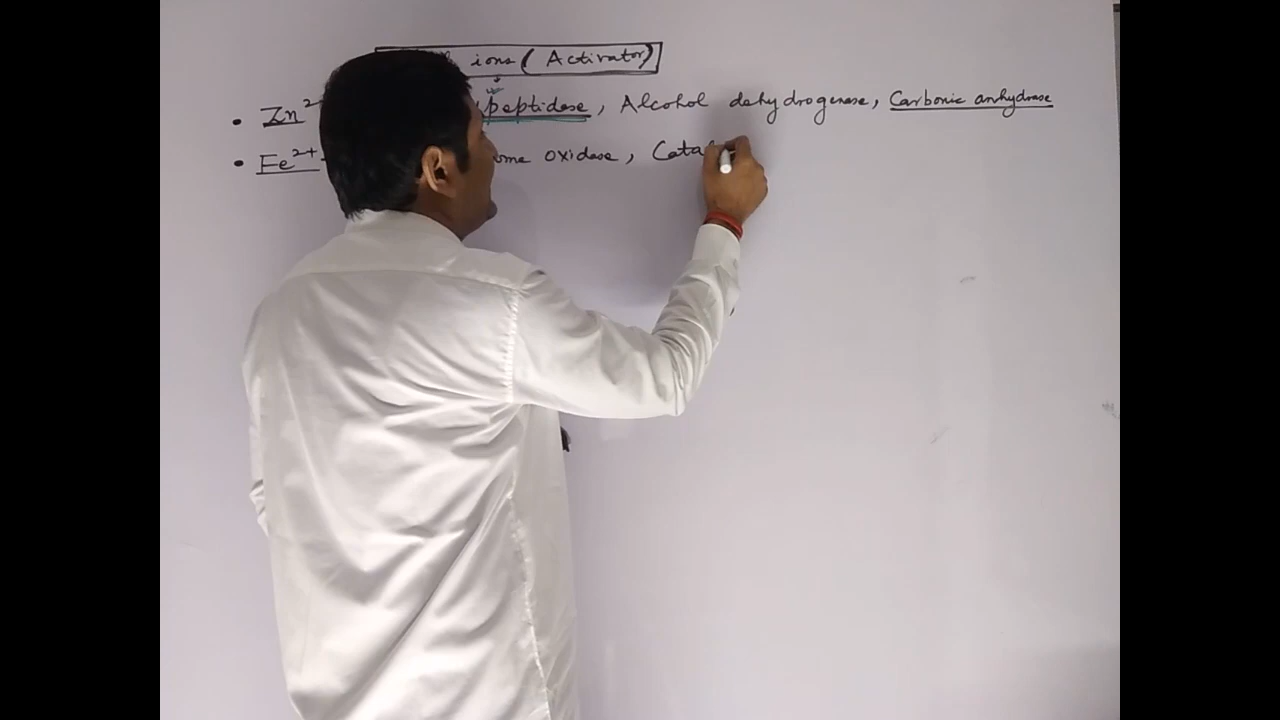 ions (Activator)
• Zn2 peptidase, Alcohol dehydrogenase, Carbonic anhydrase
• Fe2+ ome oxidase, Cata